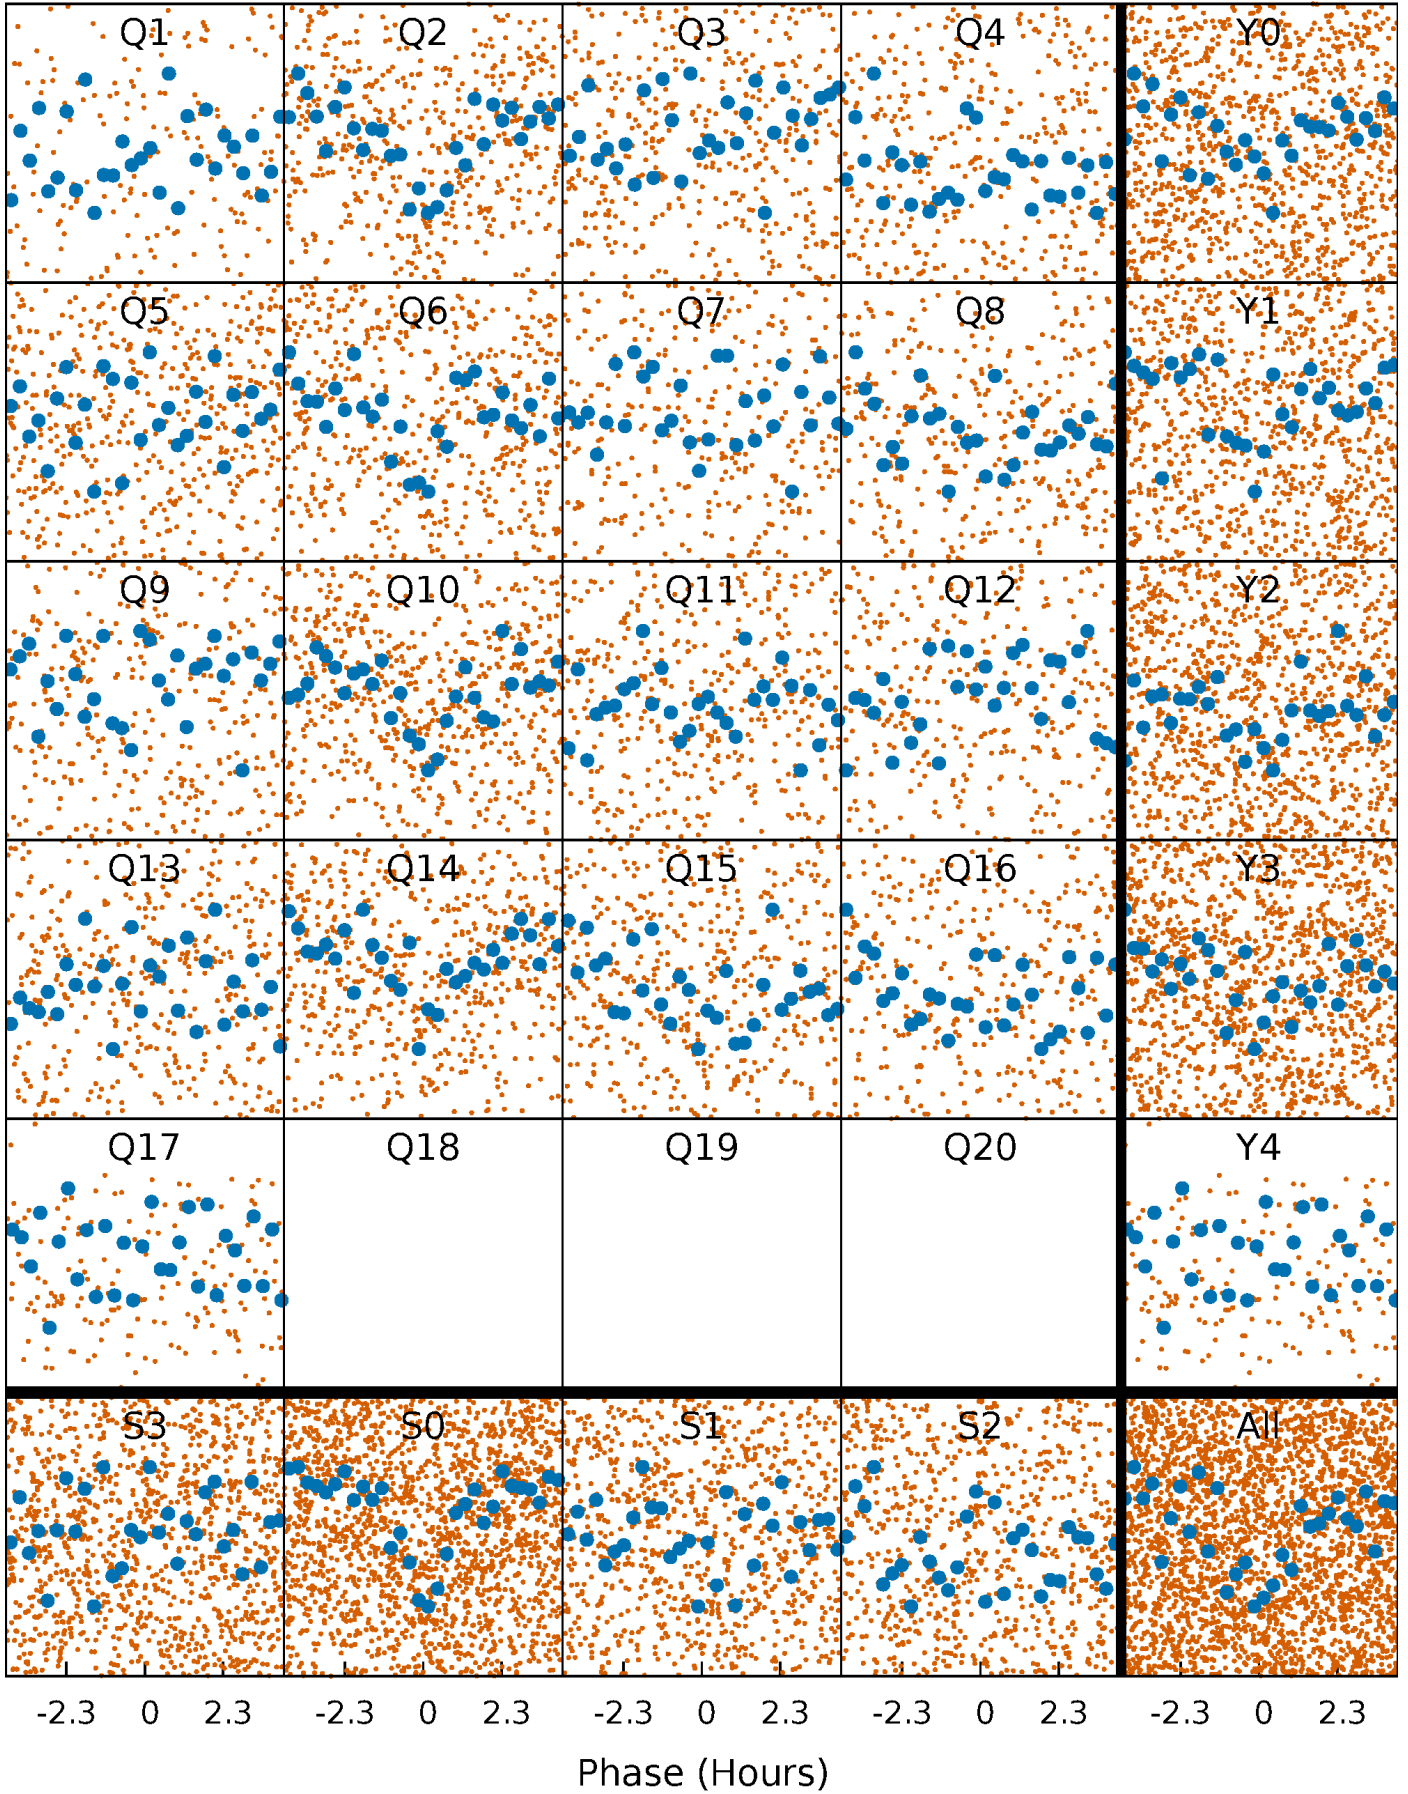 Q1 Q2 Q3 Q4 Y0
Q5 Q6 Q7 Q8 Y1
Q9 Q10 Q11 Q12 Y2
Q13 Q14 Q15 Q16 Y3
Q17 Q18 Q19 Q20 Y4
S3 S0 S1 S2 All
-2.3 0 2.3 -2.3 0 2.3 -2.3 0 2.3 -2.3 0 2.3 -2.3 0 2.3
Phase (Hours)